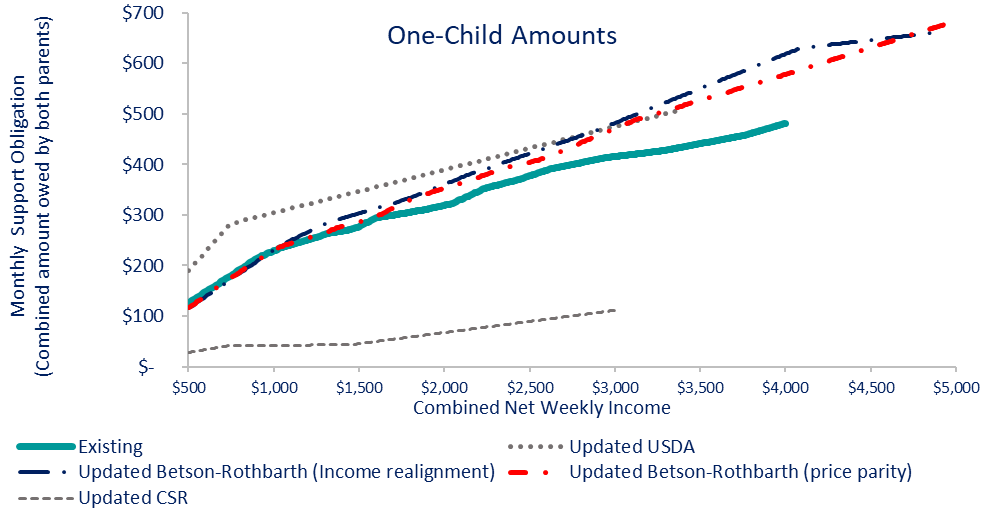 One-Child Amounts
Monthly Support Obligation
(Combined amount owed by both parents)
$700
$600
$500
$400
$300
$200
$100
$-
$500 $1,000 $1,500 $2,000 $2,500 $3,000 $3,500 $4,000 $4,500 $5,000
Combined Net Weekly Income
Existing Updated USDA
Updated Betson-Rothbarth (Income realignment) Updated Betson-Rothbarth (price parity)
Updated CSR